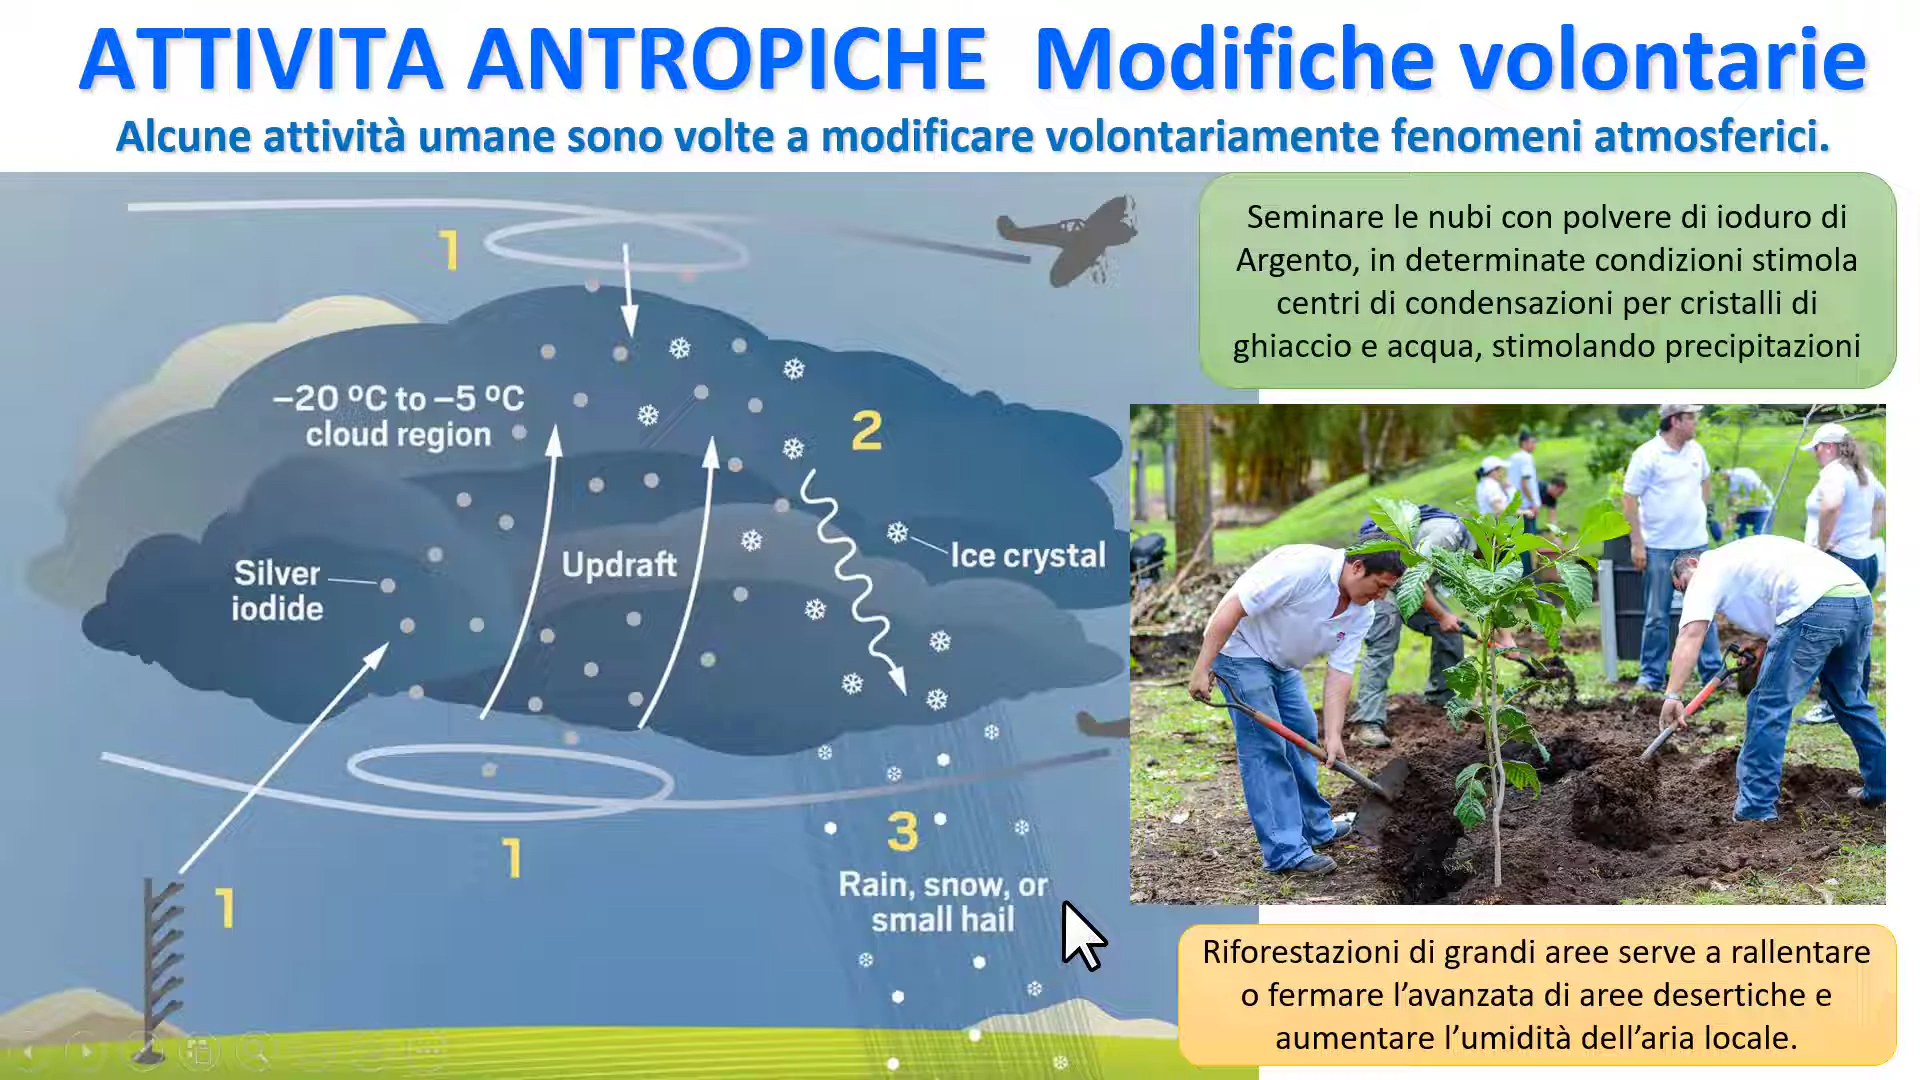 ATTIVITA ANTROPICHE  Modifiche volontarie
Alcune attività umane sono volte a modificare volontariamente fenomeni atmosferici.
1
–20 ºC to –5 ºC
cloud region
2
Silver
iodide
Updraft
Ice crystal
1
1
3
Rain, snow, or
small hail
Seminare le nubi con polvere di ioduro di
Argento, in determinate condizioni stimola
centri di condensazioni per cristalli di
ghiaccio e acqua, stimolando precipitazioni
Riforestazioni di grandi aree serve a rallentare
o fermare l’avanzata di aree desertiche e
aumentare l’umidità dell’aria locale.